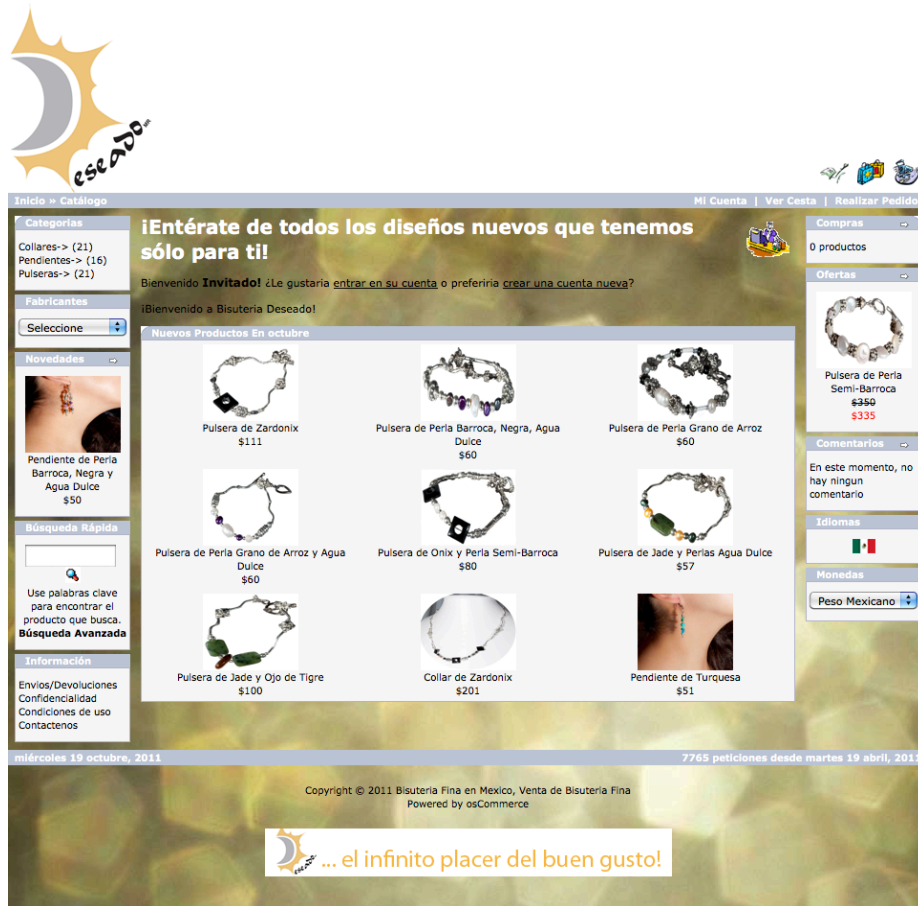 eseado MR
Inicio » Catálogo
Mi Cuenta | Ver Cesta | Realizar Pedido
Categorías
Collares-> (21)
Pendientes-> (16)
Pulseras-> (21)
Fabricantes
Seleccione
Novedades
Pendiente de Perla
Barroca, Negra y
Agua Dulce
$50
Búsqueda Rápida
Use palabras clave
para encontrar el
producto que busca.
Búsqueda Avanzada
Información
Envios/Devoluciones
Confidencialidad
Condiciones de uso
Contactenos
¡Entérate de todos los diseños nuevos que tenemos
sólo para ti!
Bienvenido Invitado! ¿Le gustaria entrar en su cuenta o preferiria crear una cuenta nueva?
¡Bienvenido a Bisuteria Deseado!
Nuevos Productos En octubre
Pulsera de Zardonix
$111
Pulsera de Perla Barroca, Negra, Agua
Dulce
$60
Pulsera de Perla Grano de Arroz
$60
Pulsera de Perla Grano de Arroz y Agua
Dulce
$60
Pulsera de Onix y Perla Semi-Barroca
$80
Pulsera de Jade y Perlas Agua Dulce
$57
Pulsera de Jade y Ojo de Tigre
$100
Collar de Zardonix
$201
Pendiente de Turquesa
$51
Compras
0 productos
Ofertas
Pulsera de Perla
Semi-Barroca
$350
$335
Comentarios
En este momento, no
hay ningun
comentario
Idiomas
Monedas
Peso Mexicano
miércoles 19 octubre, 2011
7765 peticiones desde martes 19 abril, 2011
Copyright © 2011 Bisuteria Fina en Mexico, Venta de Bisuteria Fina
Powered by osCommerce
eseado ... el infinito placer del buen gusto!